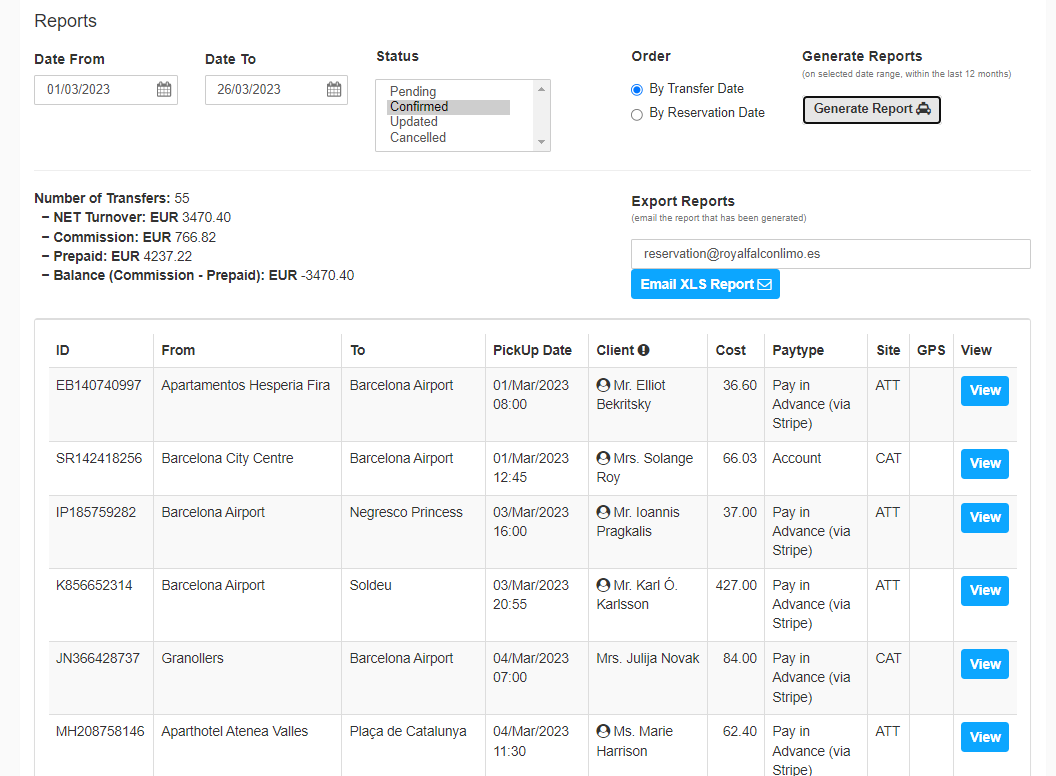 Reports
Date From
Date To
Status
Order
Generate Reports
(on selected date range, within the last 12 months)
01/03/2023
26/03/2023
Pending
Confirmed
Updated
Cancelled
By Transfer Date
By Reservation Date
Generate Report
Number of Transfers: 55
– NET Turnover: EUR 3470.40
– Commission: EUR 766.82
– Prepaid: EUR 4237.22
– Balance (Commission - Prepaid): EUR -3470.40
Export Reports
(email the report that has been generated)
reservation@royalfalconlimo.es
Email XLS Report
ID From To PickUp Date Client Cost Paytype Site GPS View
EB140740997 Apartamentos Hesperia Fira Barcelona Airport 01/Mar/2023 Mr. Elliot 36.60 Pay in ATT View
08:00 Bekritsky Advance (via
Stripe)
SR142418256 Barcelona City Centre Barcelona Airport 01/Mar/2023 Mrs. Solange 66.03 Account CAT View
12:45 Roy
IP185759282 Barcelona Airport Negresco Princess 03/Mar/2023 Mr. Ioannis 37.00 Pay in ATT View
16:00 Pragkalis Advance (via
Stripe)
K856652314 Barcelona Airport Soldeu 03/Mar/2023 Mr. Karl Ó. 427.00 Pay in ATT View
20:55 Karlsson Advance (via
Stripe)
JN366428737 Granollers Barcelona Airport 04/Mar/2023 Mrs. Julija Novak 84.00 Pay in CAT View
07:00 Advance (via
Stripe)
MH208758146 Aparthotel Atenea Valles Plaça de Catalunya 04/Mar/2023 Ms. Marie 62.40 Pay in ATT View
11:30 Harrison Advance (via
Stripe)